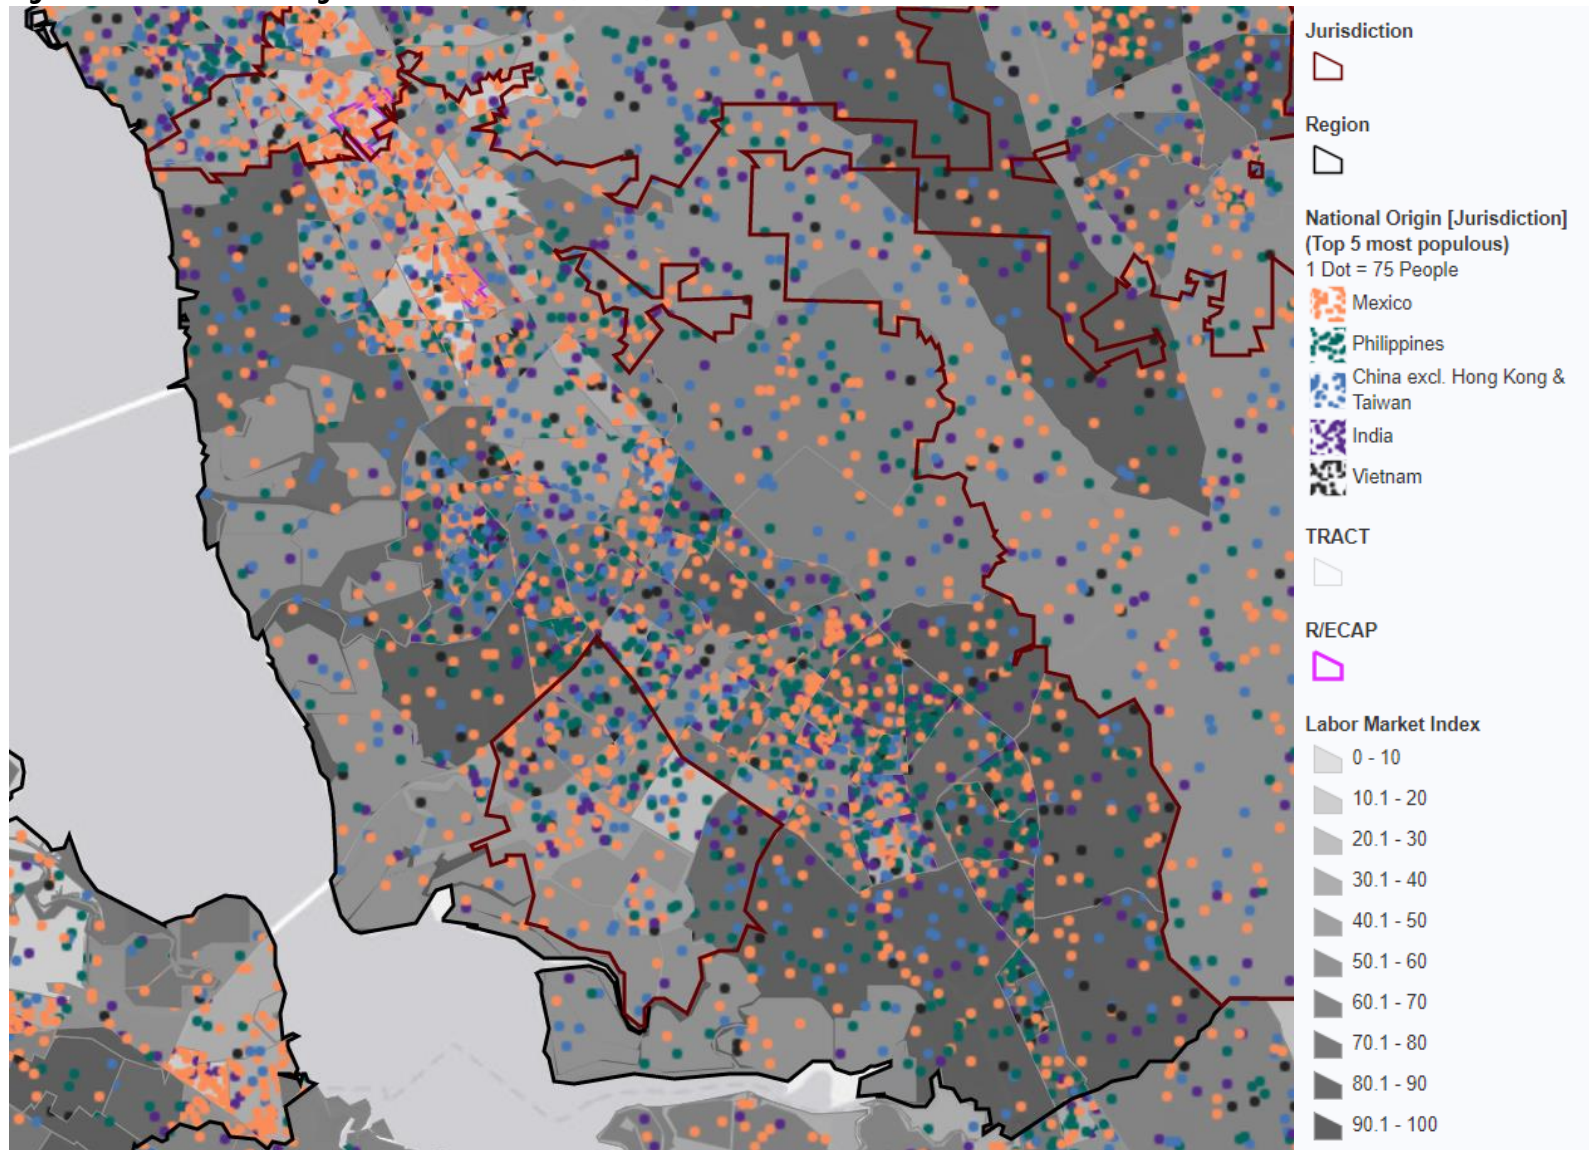 Jurisdiction
Region
National Origin [Jurisdiction]
(Top 5 most populous)
1 Dot = 75 People
Mexico
Philippines
China excl. Hong Kong &
Taiwan
India
Vietnam
TRACT
R/ECAP
Labor Market Index
0 - 10
10.1 - 20
20.1 - 30
30.1 - 40
40.1 - 50
50.1 - 60
60.1 - 70
70.1 - 80
80.1 - 90
90.1 - 100